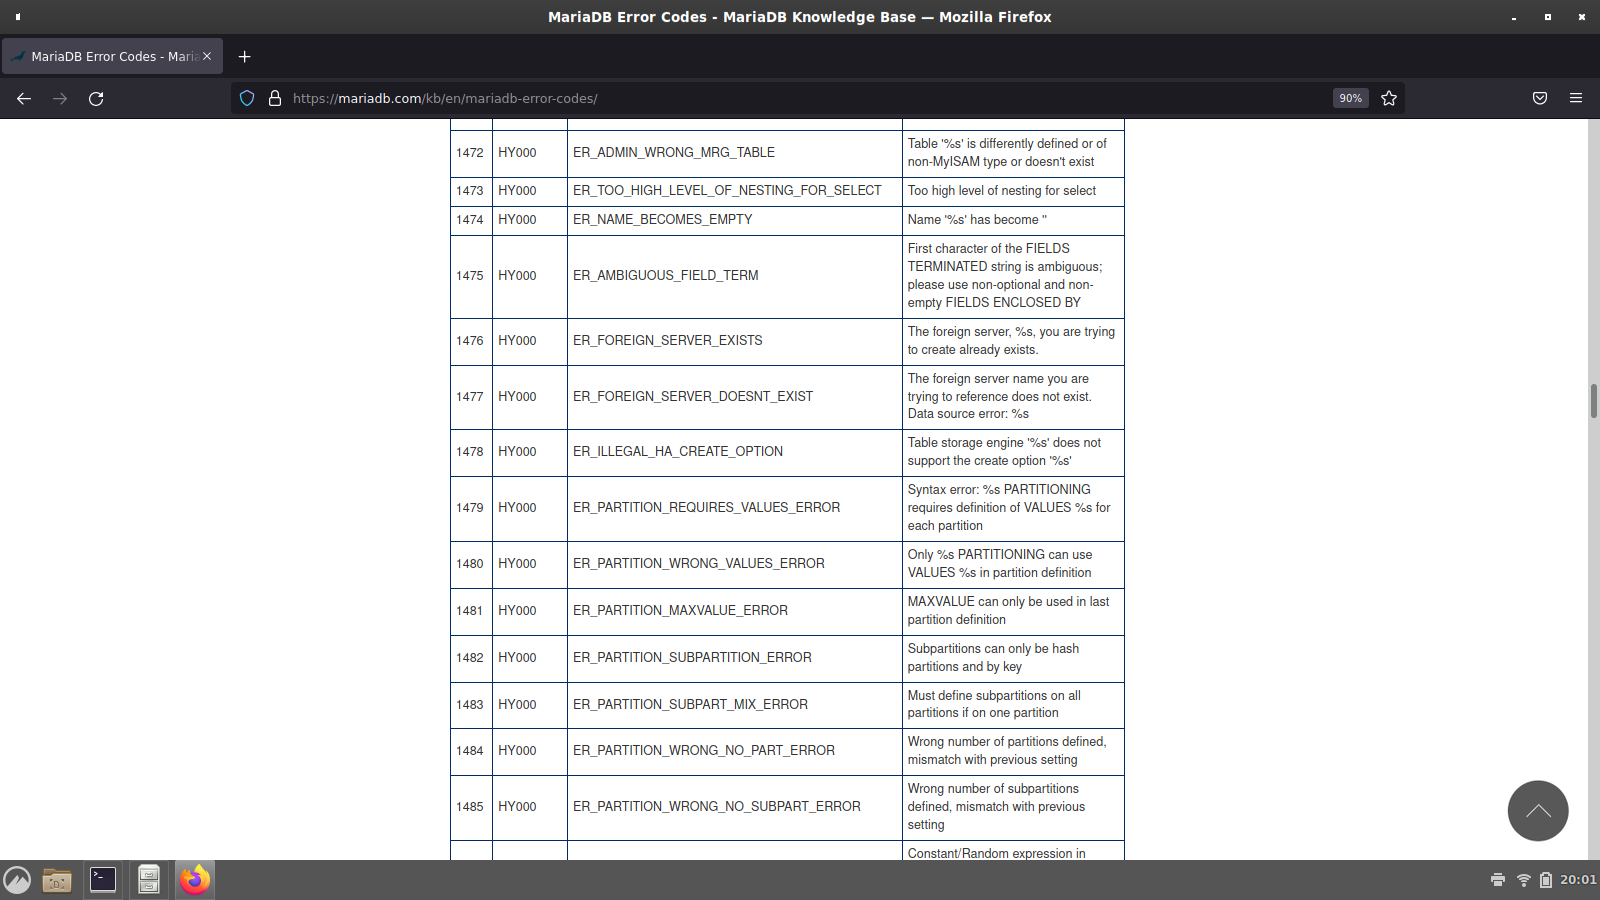 MariaDB Error Codes - MariaDB Knowledge Base — Mozilla Firefox
MariaDB Error Codes - Maria
https://mariadb.com/kb/en/mariadb-error-codes/
90%
1472 HY000 ER_ADMIN_WRONG_MRG_TABLE Table '%s' is differently defined or of
non-MyISAM type or doesn't exist
1473 HY000 ER_TOO_HIGH_LEVEL_OF_NESTING_FOR_SELECT Too high level of nesting for select
1474 HY000 ER_NAME_BECOMES_EMPTY Name '%s' has become ''
1475 HY000 ER_AMBIGUOUS_FIELD_TERM First character of the FIELDS
TERMINATED string is ambiguous;
please use non-optional and non-
empty FIELDS ENCLOSED BY
1476 HY000 ER_FOREIGN_SERVER_EXISTS The foreign server, %s, you are trying
to create already exists.
1477 HY000 ER_FOREIGN_SERVER_DOESNT_EXIST The foreign server name you are
trying to reference does not exist.
Data source error: %s
1478 HY000 ER_ILLEGAL_HA_CREATE_OPTION Table storage engine '%s' does not
support the create option '%s'
1479 HY000 ER_PARTITION_REQUIRES_VALUES_ERROR Syntax error: %s PARTITIONING
requires definition of VALUES %s for
each partition
1480 HY000 ER_PARTITION_WRONG_VALUES_ERROR Only %s PARTITIONING can use
VALUES %s in partition definition
1481 HY000 ER_PARTITION_MAXVALUE_ERROR MAXVALUE can only be used in last
partition definition
1482 HY000 ER_PARTITION_SUBPARTITION_ERROR Subpartitions can only be hash
partitions and by key
1483 HY000 ER_PARTITION_SUBPART_MIX_ERROR Must define subpartitions on all
partitions if on one partition
1484 HY000 ER_PARTITION_WRONG_NO_PART_ERROR Wrong number of partitions defined,
mismatch with previous setting
1485 HY000 ER_PARTITION_WRONG_NO_SUBPART_ERROR Wrong number of subpartitions
defined, mismatch with previous
setting
Constant/Random expression in
20:01